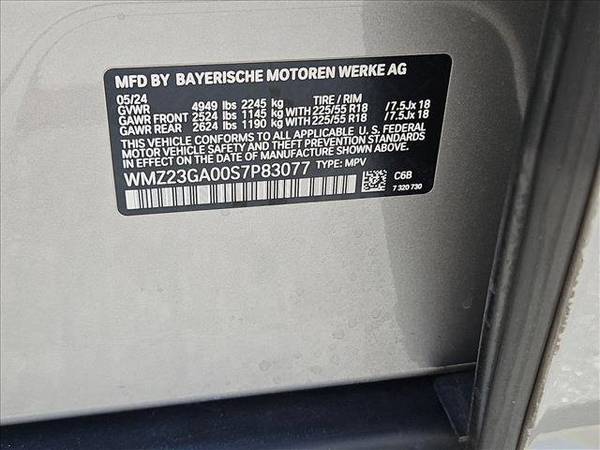 MFD BY BAYERISCHE MOTOREN WERKE AG
05/24
GVWR 4949 lbs 2245 kg TIRE / RIM
GAWR FRONT 2524 lbs 1145 kg WITH 225/55 R18 /7.5Jx 18
GAWR REAR 2624 lbs 1190 kg WITH 225/55 R18 /7.5Jx 18
THIS VEHICLE CONFORMS TO ALL APPLICABLE U. S. FEDERAL
MOTOR VEHICLE SAFETY AND THEFT PREVENTION STANDARDS IN
EFFECT ON THE DATE OF MANUFACTURE SHOWN ABOVE.
WMZ23GA00S7P83077 TYPE: MPV
C6B
7 320 730